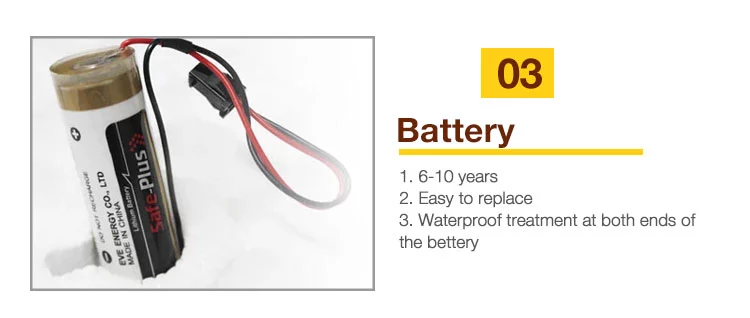 03
Battery
1. 6-10 years
2. Easy to replace
3. Waterproof treatment at both ends of
the bettery
Safe-Plus
Lithium Battery
EVE ENERGY CO., LTD
MADE IN CHINA
DO NOT RECHARGE